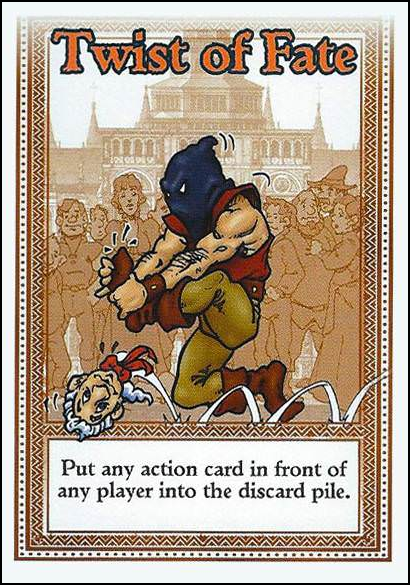 Twist of Fate
Put any action card in front of
any player into the discard pile.